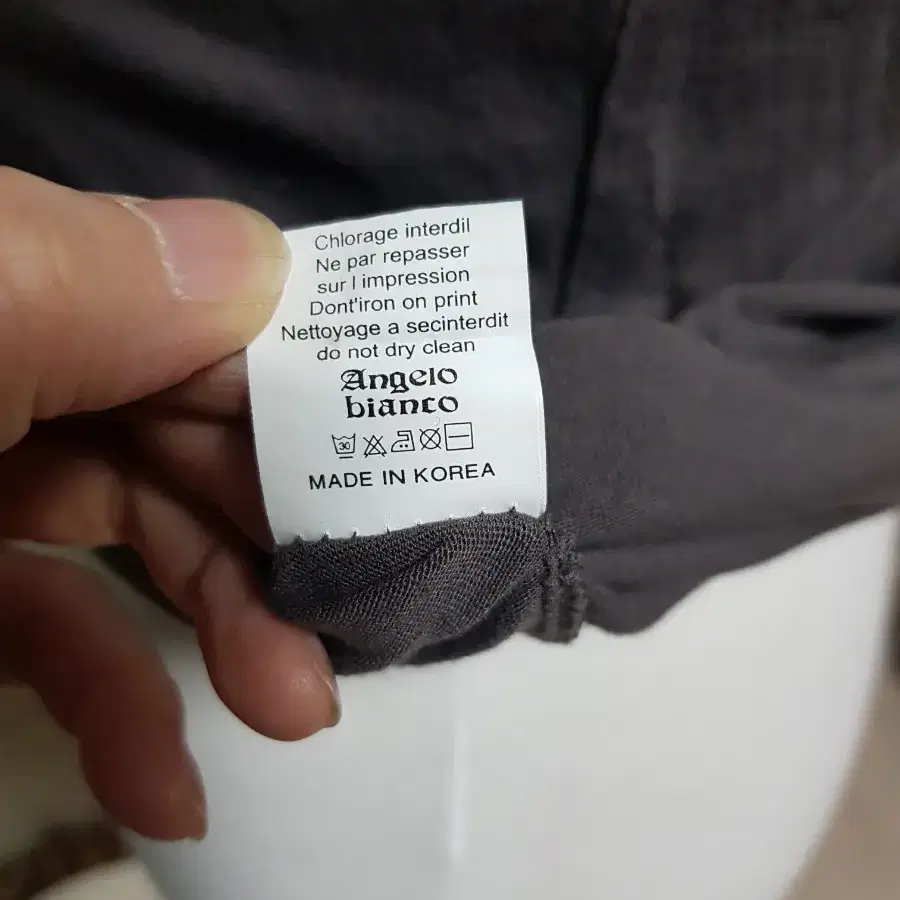 Chlorage interdil
Ne par repasser
sur l impression
Dont'iron on print
Nettoyage a secinterdit
do not dry clean
Angelo
bianco
30
MADE IN KOREA